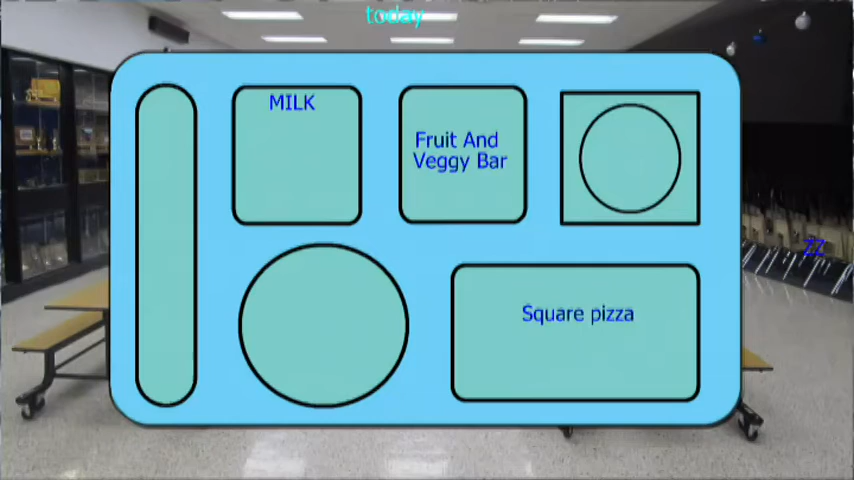 today
MILK
Fruit And
Veggy Bar
ZZ
Square pizza